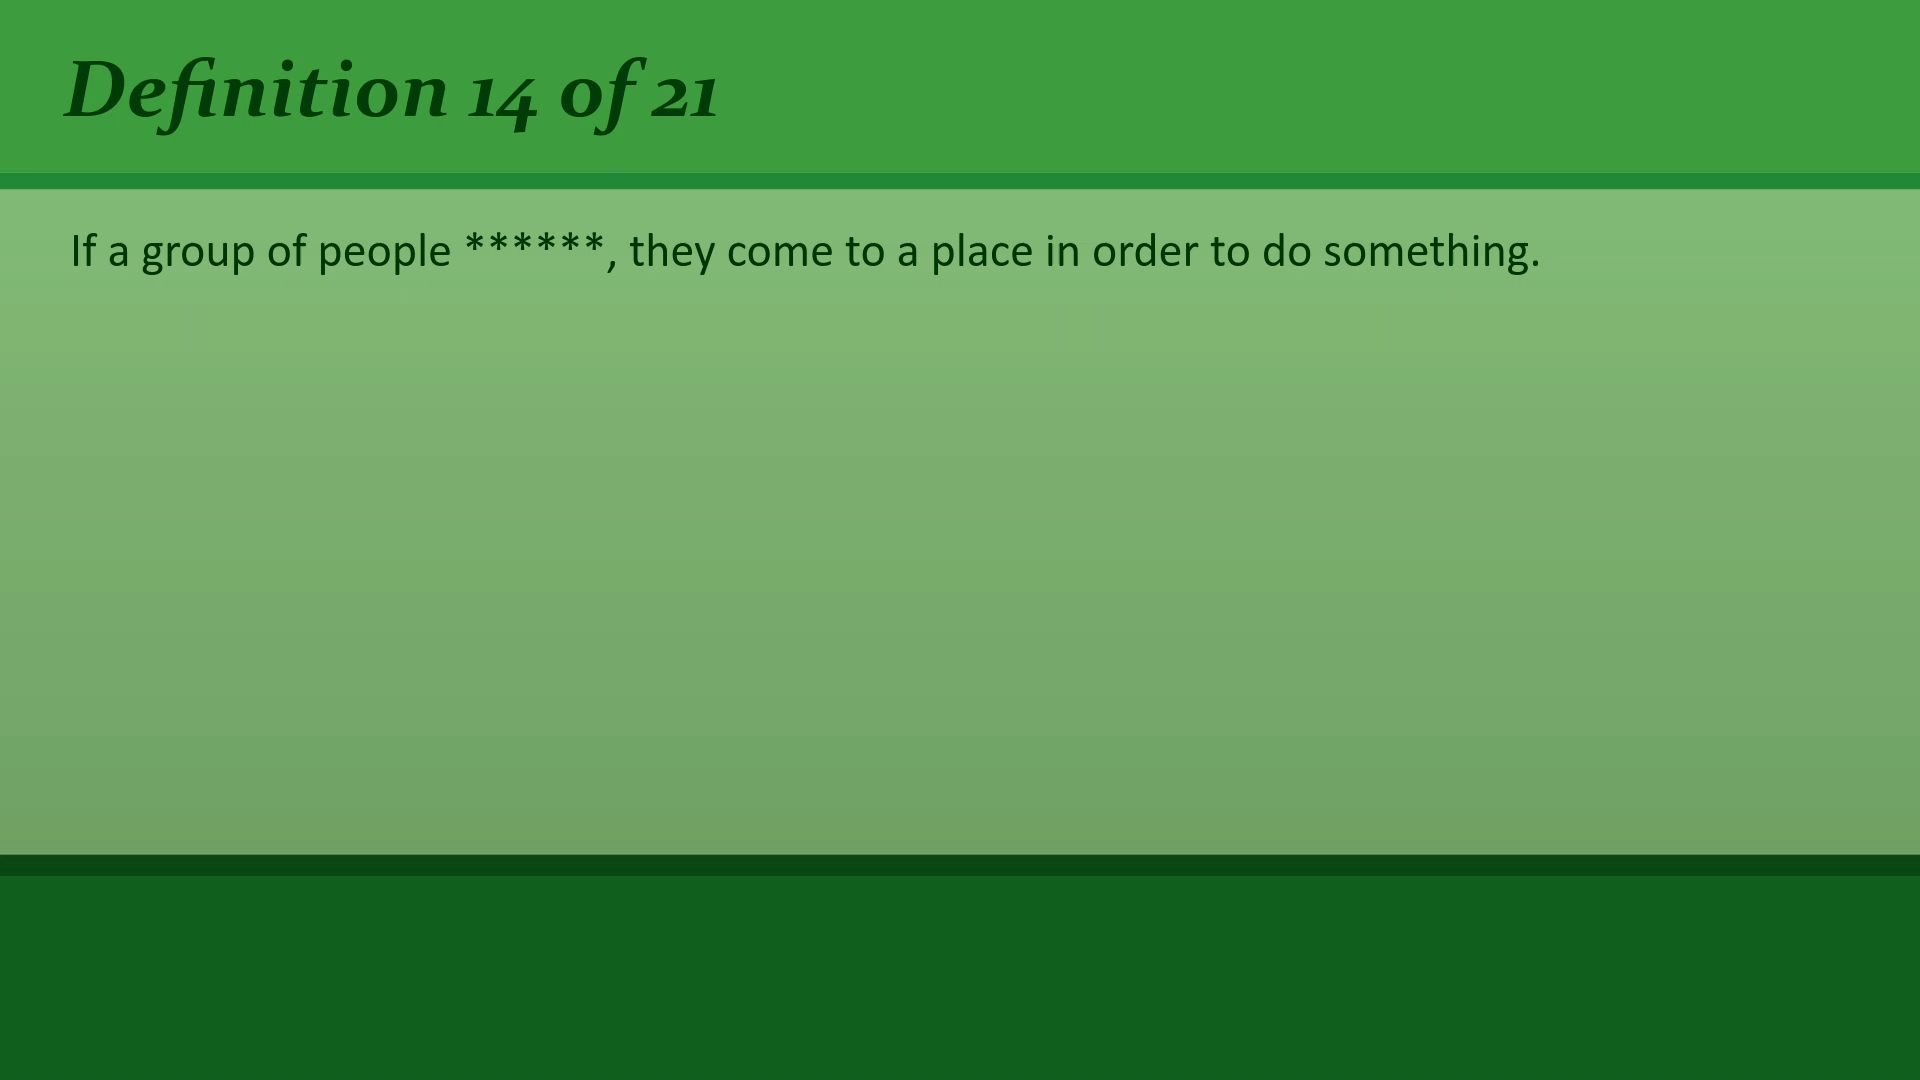 Definition 14 of 21
If a group of people ******, they come to a place in order to do something.